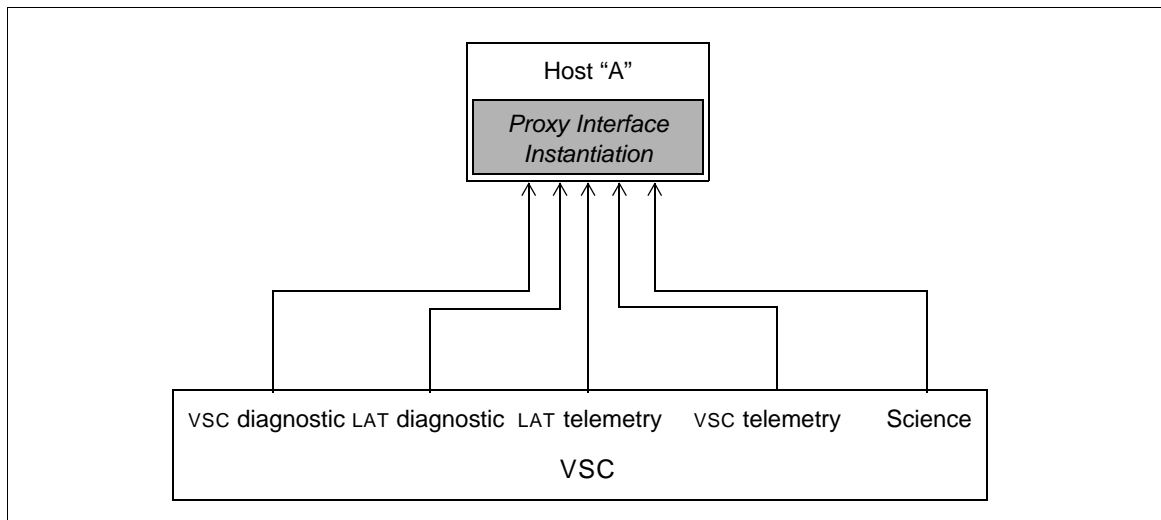 Host “A”
Proxy Interface
Instantiation
VSC diagnostic LAT diagnostic LAT telemetry VSC telemetry Science
VSC